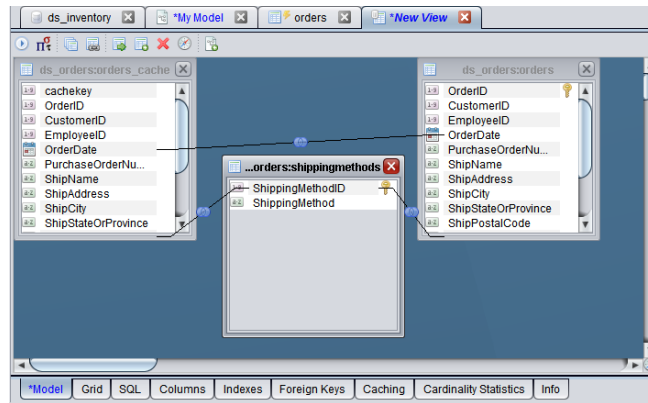 ds_inventory
*My Model
orders
*New View
ds_orders:orders_cache
cachekey
OrderID
CustomerID
EmployeeID
OrderDate
PurchaseOrderNu...
ShipName
ShipAddress
ShipCity
ShipStateOrProvince
...orders:shippingmethods
ShippingMethodID
ShippingMethod
ds_orders:orders
OrderID
CustomerID
EmployeeID
OrderDate
PurchaseOrderNu...
ShipName
ShipAddress
ShipCity
ShipStateOrProvince
ShipPostalCode
*Model
Grid
SQL
Columns
Indexes
Foreign Keys
Caching
Cardinality Statistics
Info